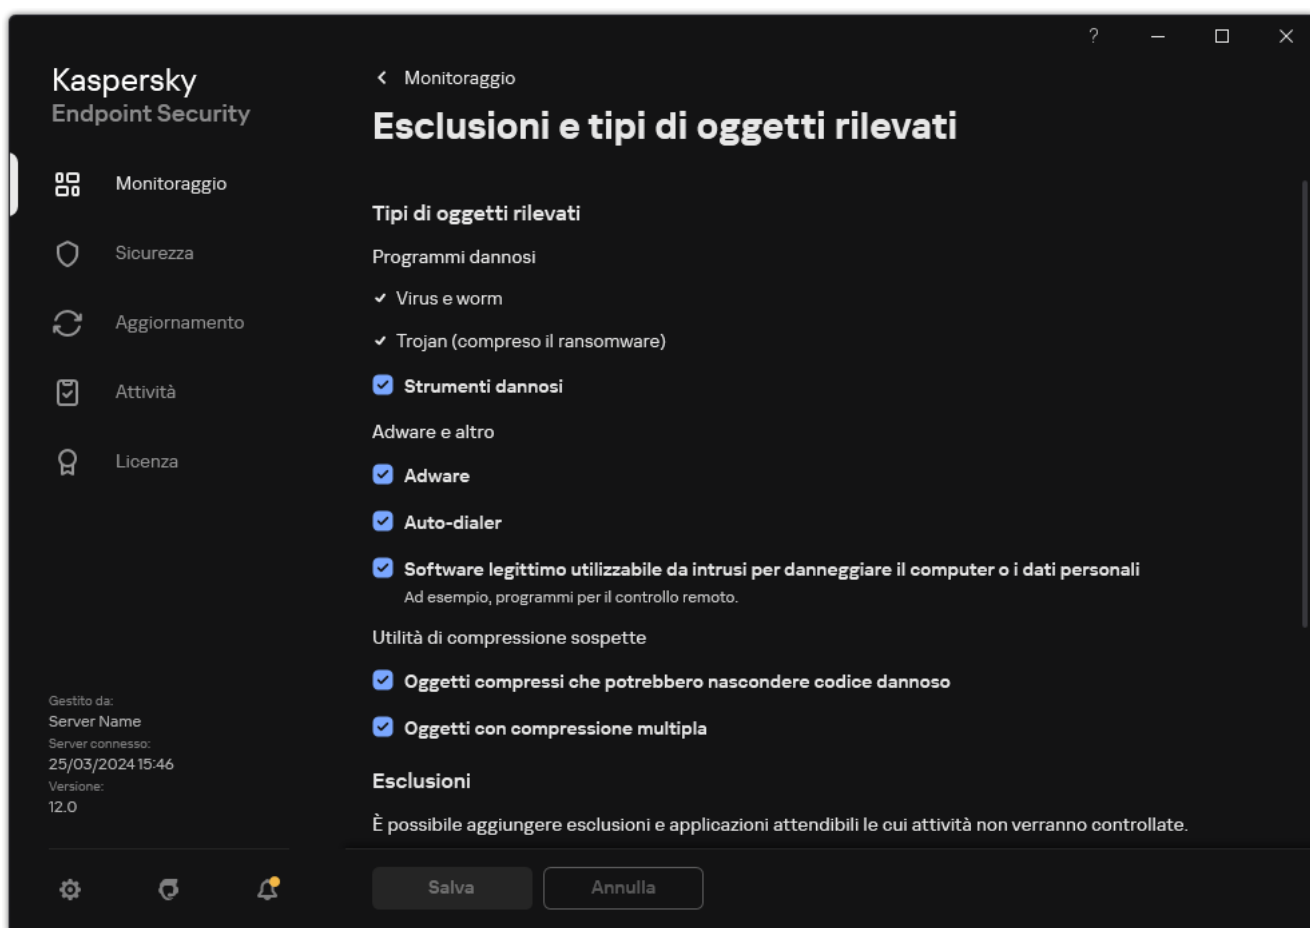 ?
Kaspersky
Endpoint Security
Monitoraggio
Sicurezza
Aggiornamento
Attività
Licenza
Gestito da:
Server Name
Server connesso:
25/03/2024 15:46
Versione:
12.0
Monitoraggio
Esclusioni e tipi di oggetti rilevati
Tipi di oggetti rilevati
Programmi dannosi
Virus e worm
Trojan (compreso il ransomware)
Strumenti dannosi
Adware e altro
Adware
Auto-dialer
Software legittimo utilizzabile da intrusi per danneggiare il computer o i dati personali
Ad esempio, programmi per il controllo remoto.
Utilità di compressione sospette
Oggetti compressi che potrebbero nascondere codice dannoso
Oggetti con compressione multipla
Esclusioni
È possibile aggiungere esclusioni e applicazioni attendibili le cui attività non verranno controllate.
Salva
Annulla